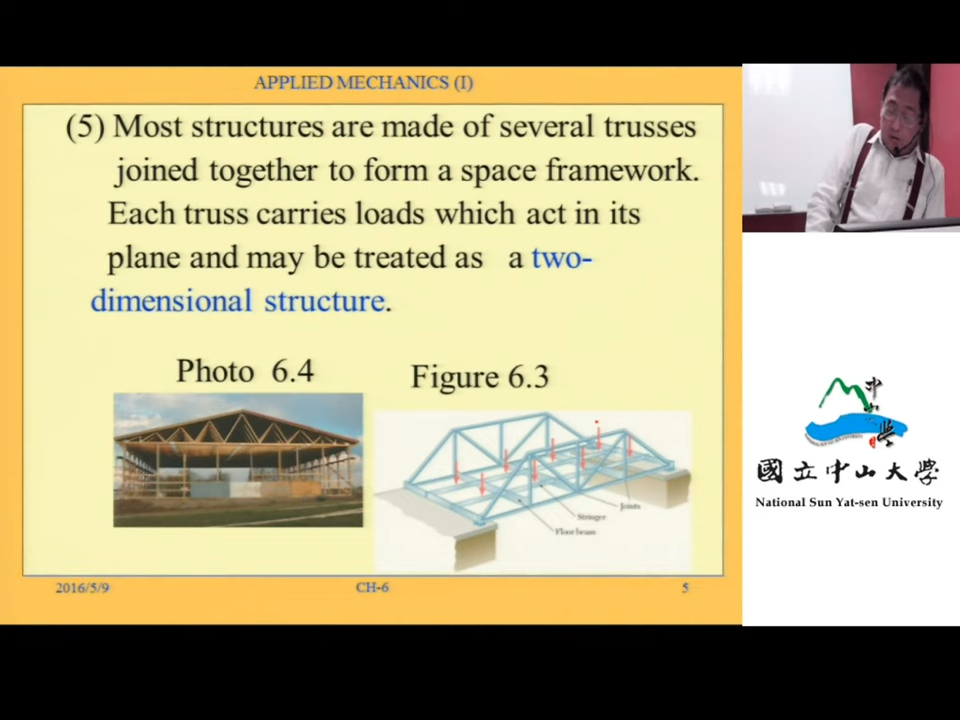 APPLIED MECHANICS (I)
(5) Most structures are made of several trusses
joined together to form a space framework.
Each truss carries loads which act in its
plane and may be treated as a two-
dimensional structure.
Photo 6.4
Figure 6.3
Joints
Stringer
Floor beam
2016/5/9
CH-6
5
國立中山大學
National Sun Yat-sen University